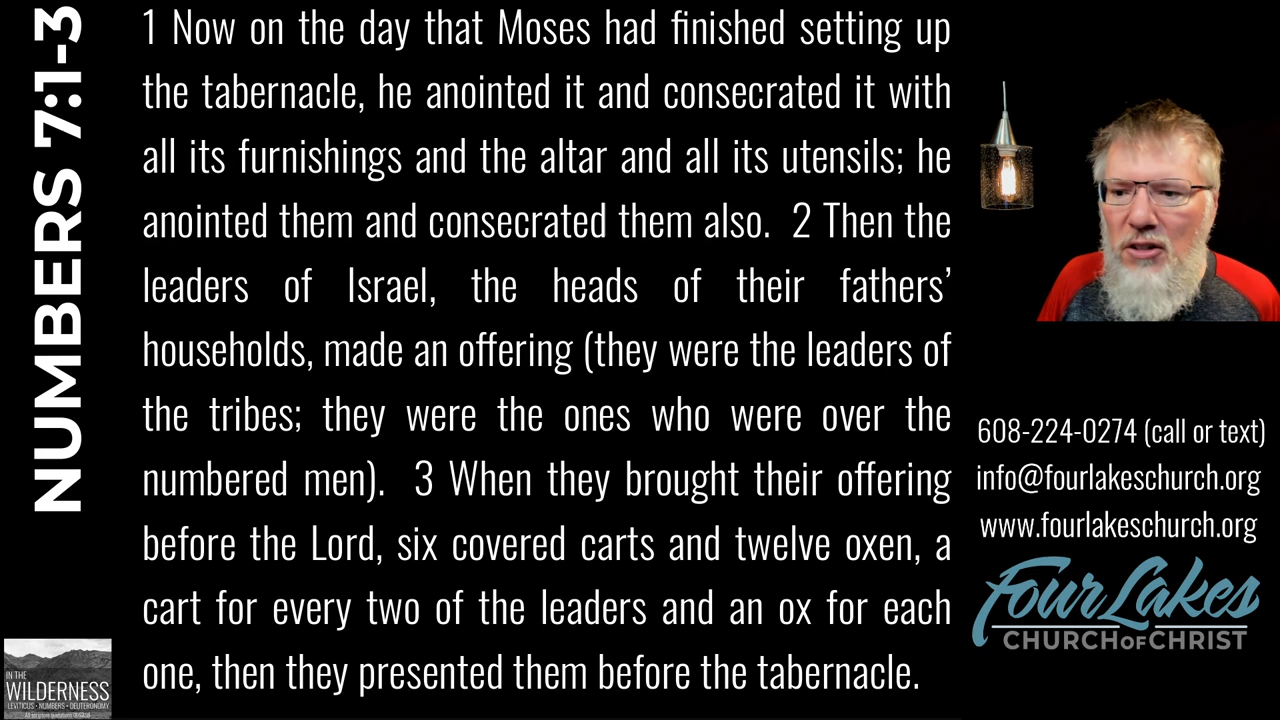 NUMBERS 7:1-3
1 Now on the day that Moses had finished setting up
the tabernacle, he anointed it and consecrated it with
all its furnishings and the altar and all its utensils; he
anointed them and consecrated them also.  2 Then the
leaders of Israel, the heads of their fathers’
households, made an offering (they were the leaders of
the tribes; they were the ones who were over the
numbered men).  3 When they brought their offering
before the Lord, six covered carts and twelve oxen, a
cart for every two of the leaders and an ox for each
one, then they presented them before the tabernacle.
608-224-0274 (call or text)
info@fourlakeschurch.org
www.fourlakeschurch.org
Four Lakes
CHURCH OF CHRIST
IN THE
WILDERNESS
LEVITICUS • NUMBERS • DEUTERONOMY